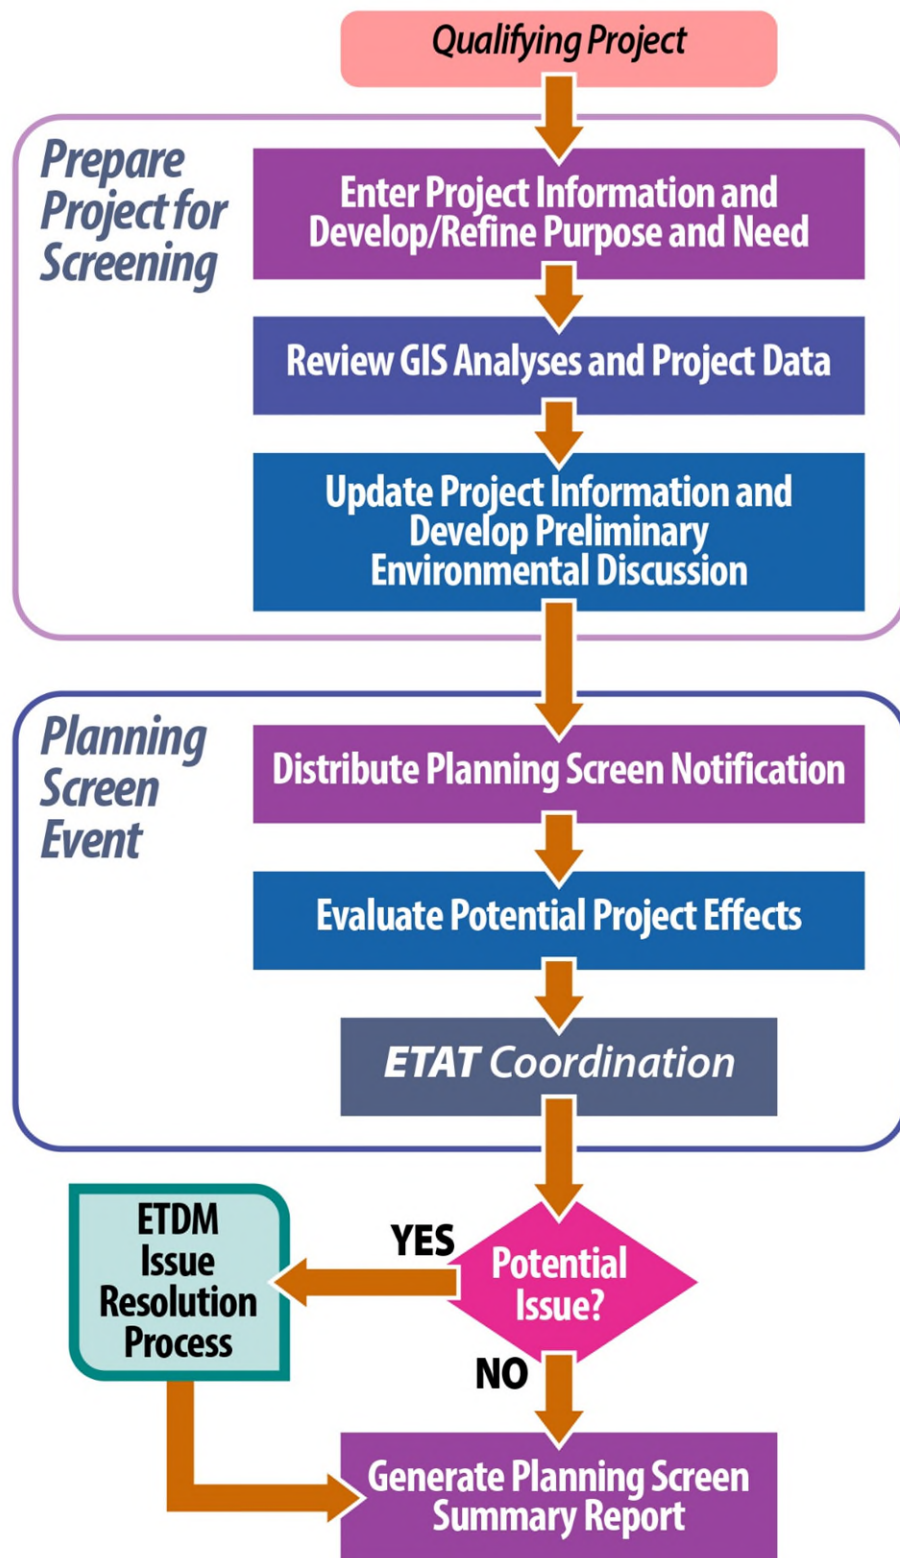 Qualifying Project
Prepare
Project for
Screening
Enter Project Information and
Develop/Refine Purpose and Need
Review GIS Analyses and Project Data
Update Project Information and
Develop Preliminary
Environmental Discussion
Planning
Screen
Event
Distribute Planning Screen Notification
Evaluate Potential Project Effects
ETAT Coordination
Potential
Issue?
YES
ETDM
Issue
Resolution
Process
NO
Generate Planning Screen
Summary Report